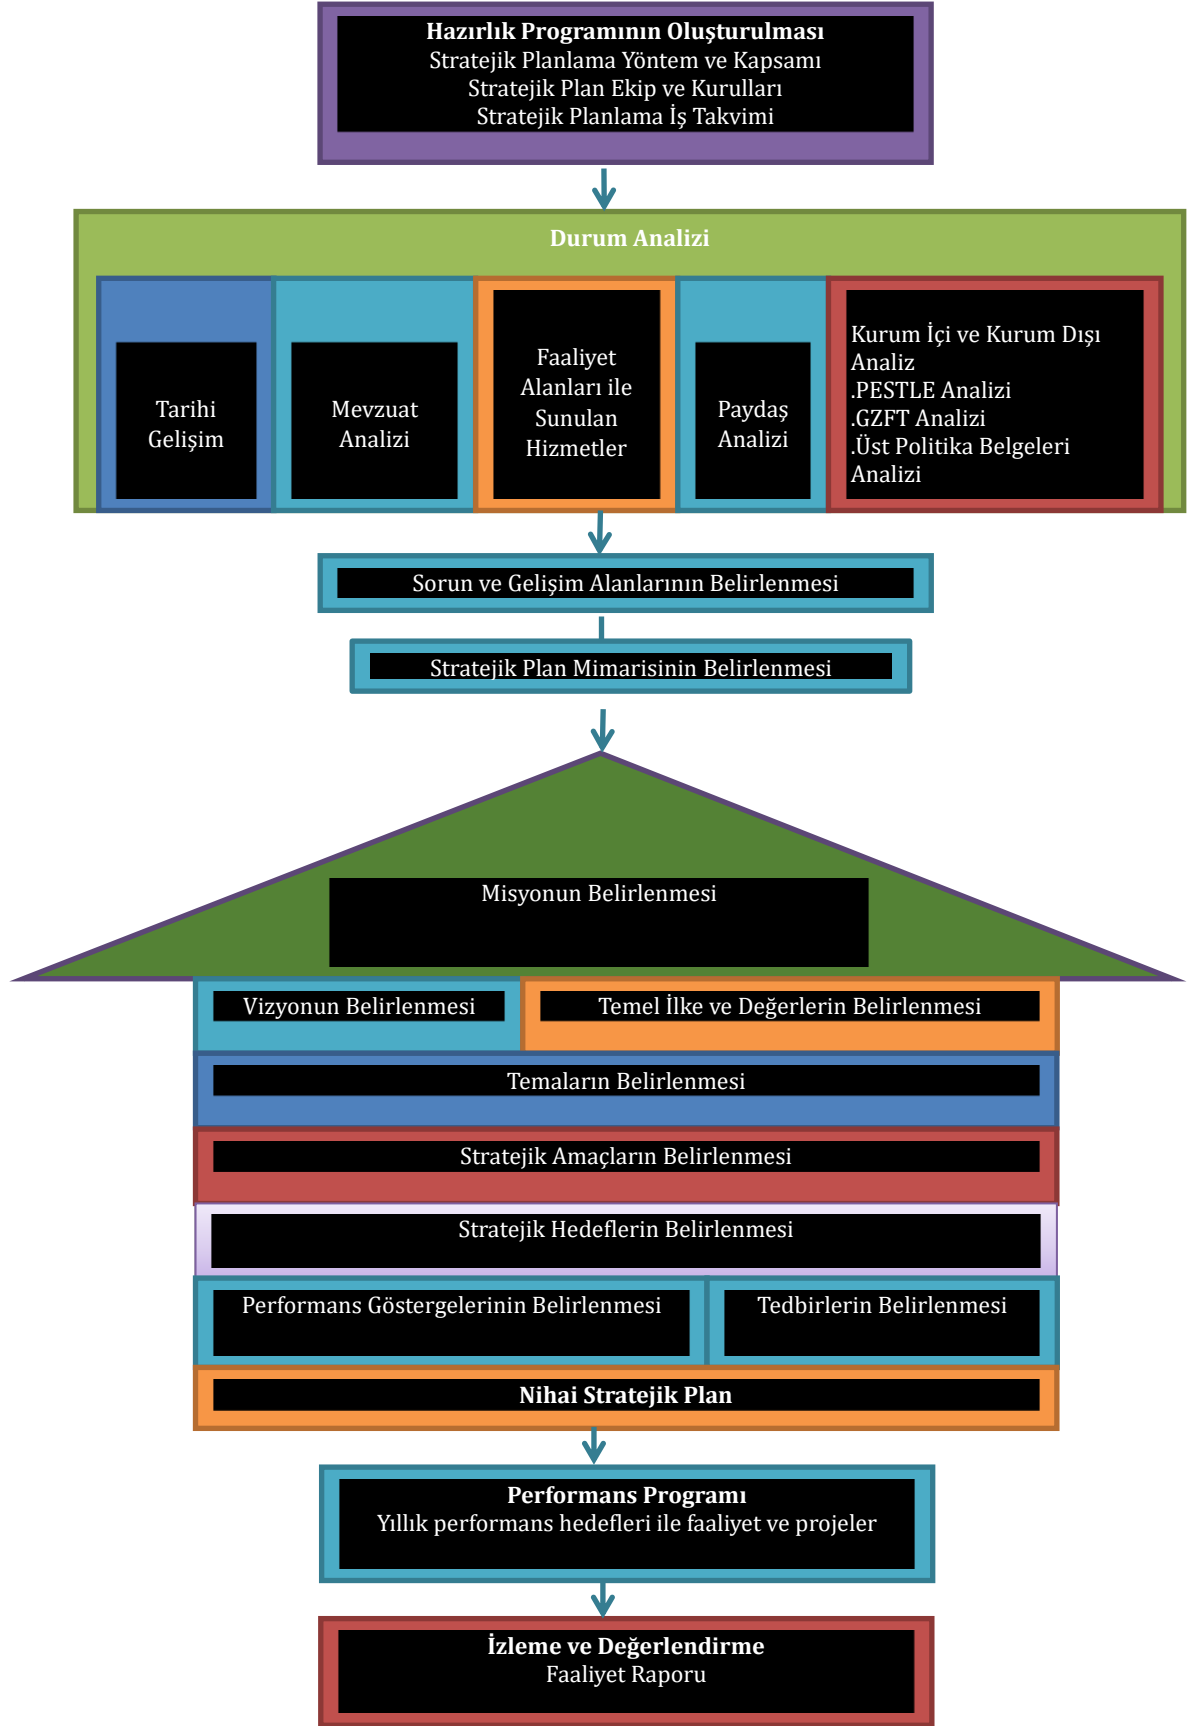 Hazırlık Programının Oluşturulması
Stratejik Planlama Yöntem ve Kapsamı
Stratejik Plan Ekip ve Kurulları
Stratejik Planlama İş Takvimi
Durum Analizi
Tarihi
Gelişim
Mevzuat
Analizi
Faaliyet
Alanları ile
Sunulan
Hizmetler
Paydaş
Analizi
Kurum İçi ve Kurum Dışı
Analiz
.PESTLE Analizi
.GZFT Analizi
.Üst Politika Belgeleri
Analizi
Sorun ve Gelişim Alanlarının Belirlenmesi
Stratejik Plan Mimarisinin Belirlenmesi
Misyonun Belirlenmesi
Vizyonun Belirlenmesi
Temel İlke ve Değerlerin Belirlenmesi
Temaların Belirlenmesi
Stratejik Amaçların Belirlenmesi
Stratejik Hedeflerin Belirlenmesi
Performans Göstergelerinin Belirlenmesi
Tedbirlerin Belirlenmesi
Nihai Stratejik Plan
Performans Programı
Yıllık performans hedefleri ile faaliyet ve projeler
İzleme ve Değerlendirme
Faaliyet Raporu